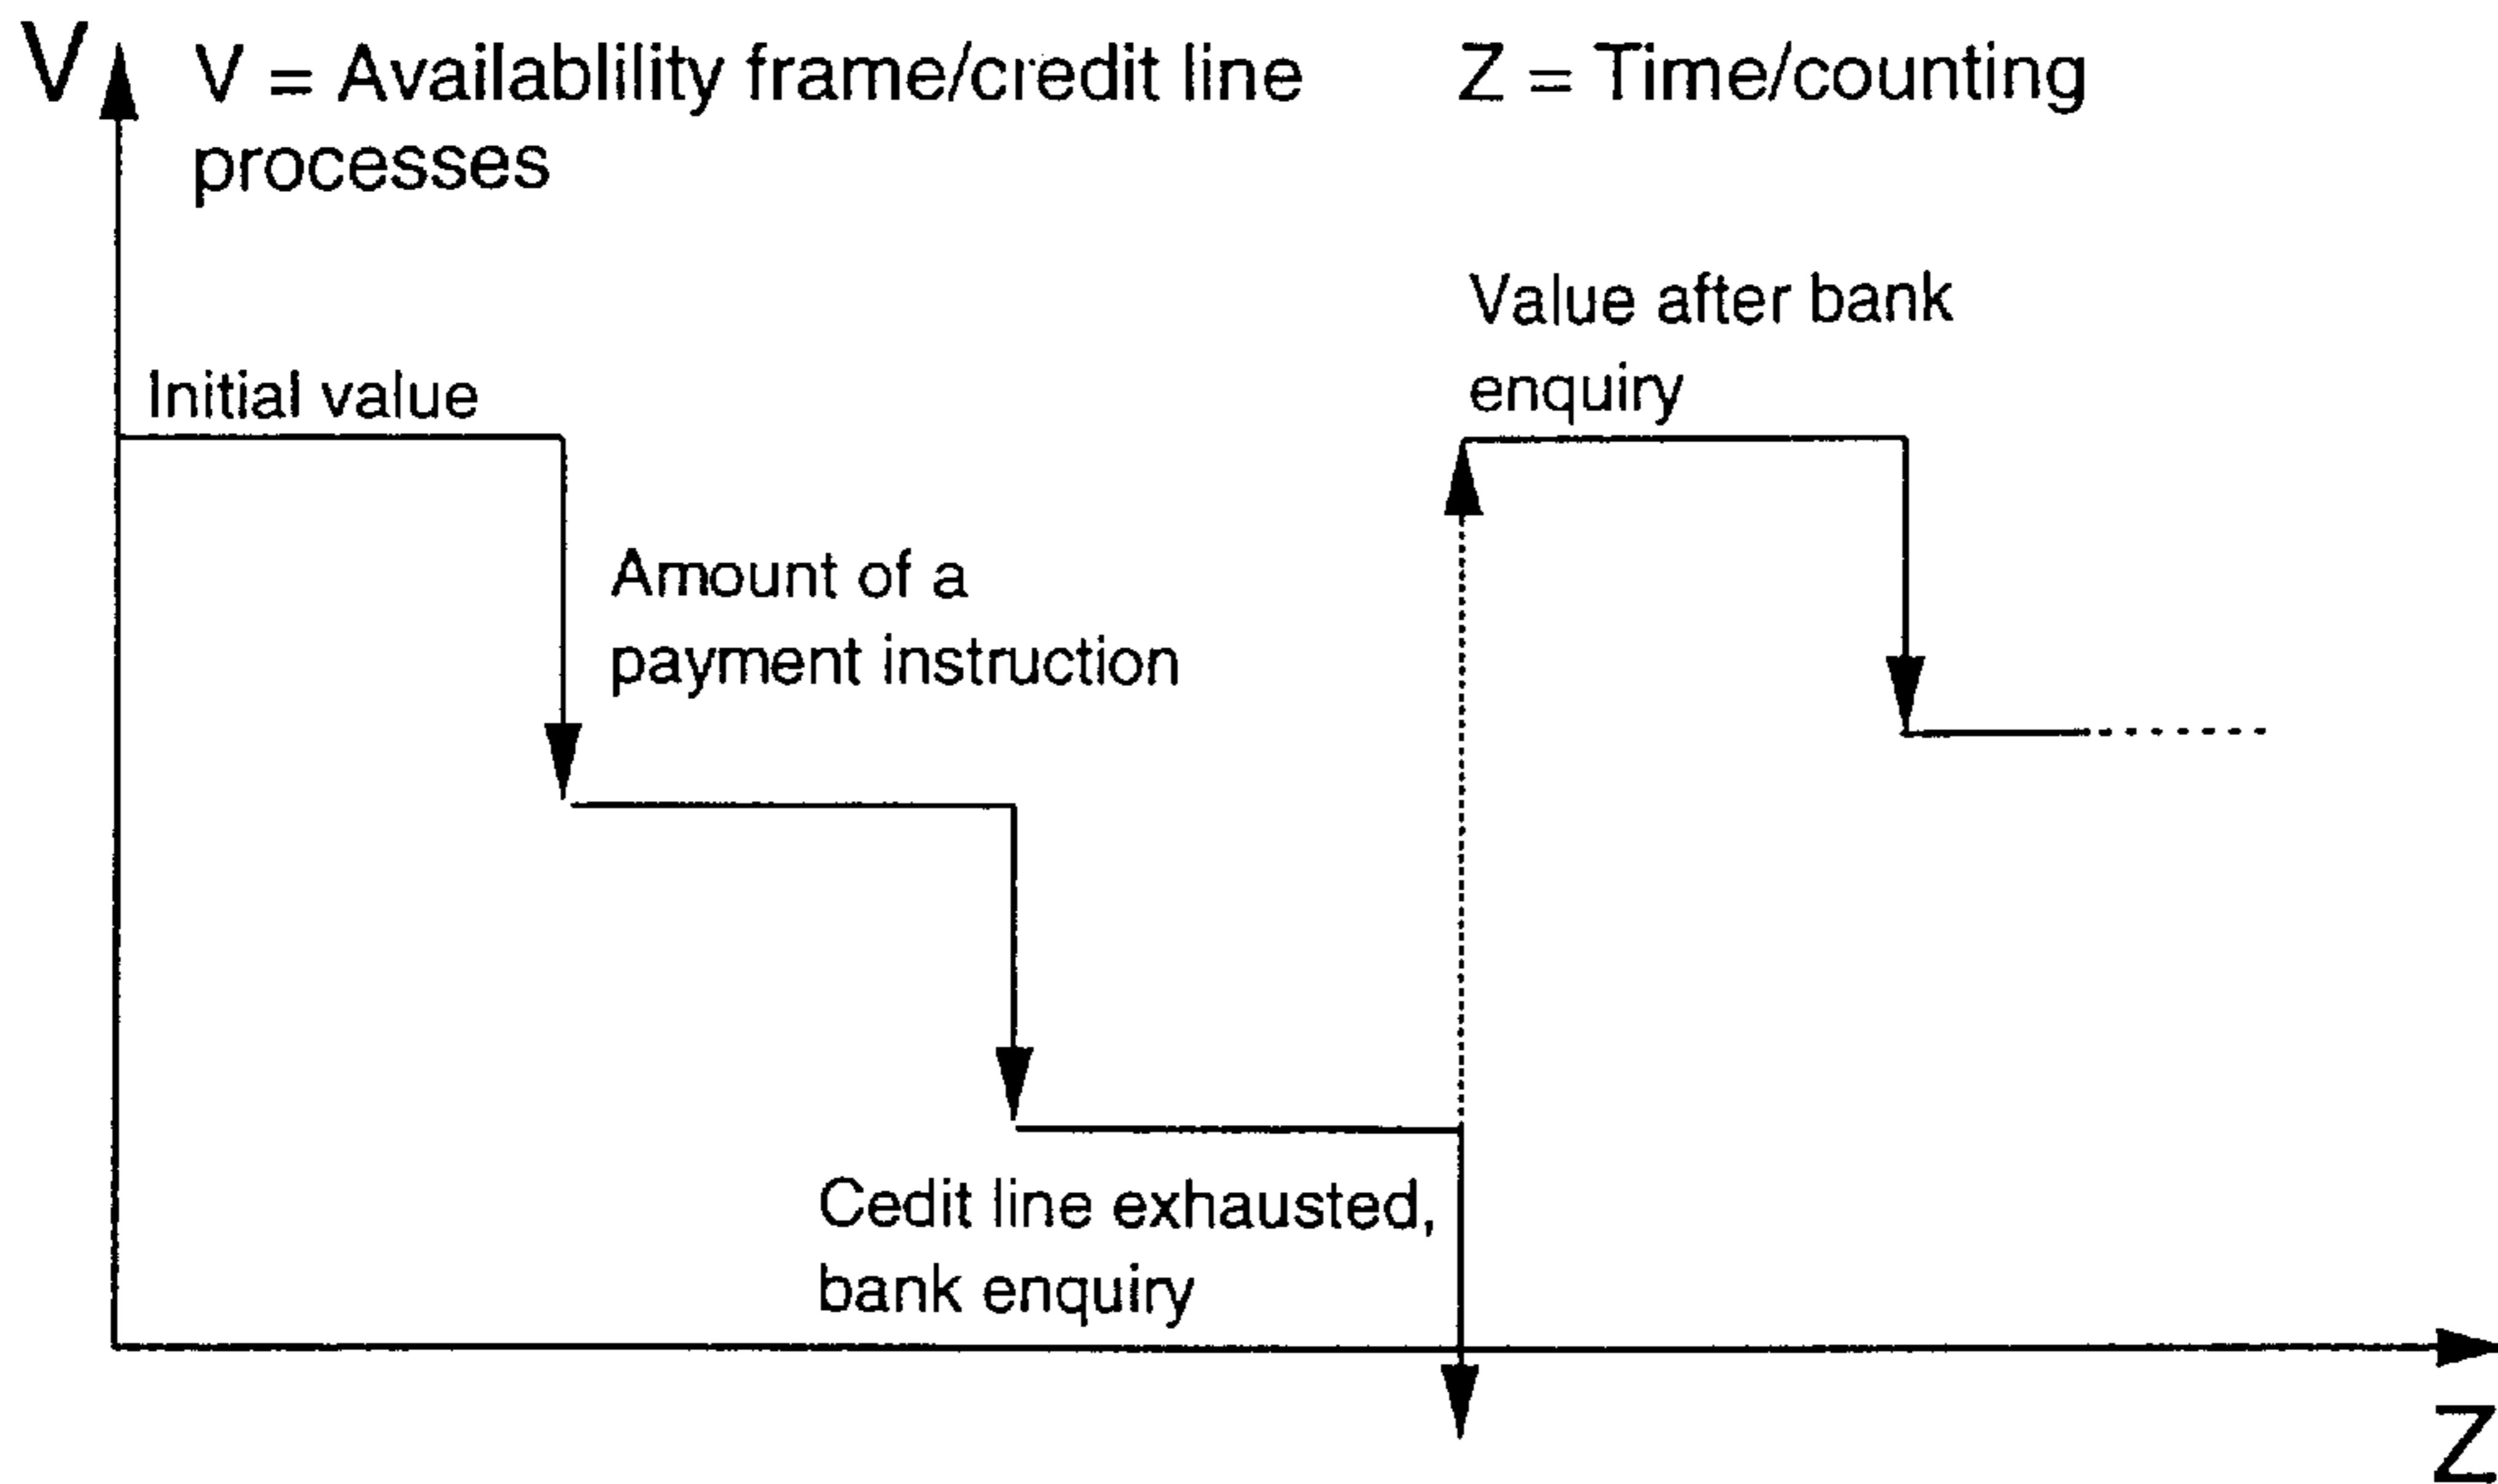 V
V = Availablility frame/credit line Z = Time/counting
processes
Value after bank
enquiry
Initial value
Amount of a
payment instruction
Cedit line exhausted,
bank enquiry
Z